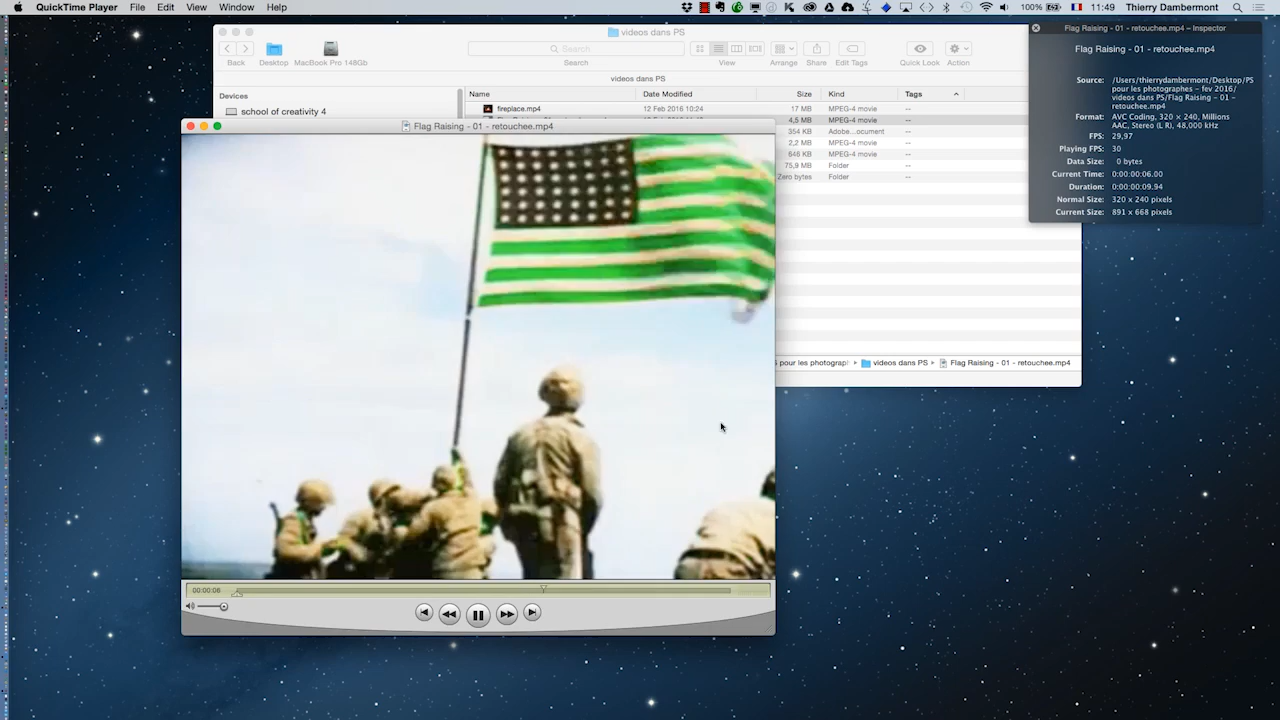 QuickTime Player File Edit View Window Help 100% 11:49 Thierry Dambermont
videos dans PS
Back Desktop MacBook Pro 148Gb Search View Arrange Share Edit Tags Quick Look Action
Search
videos dans PS
Devices
school of creativity 4
Name Date Modified Size Kind Tags
fireplace.mp4 12 Feb 2016 10:24 17 MB MPEG-4 movie --
4,5 MB MPEG-4 movie --
354 KB Adobe...ocument --
2,2 MB MPEG-4 movie --
648 KB MPEG-4 movie --
75,9 MB Folder --
Zero bytes Folder --
5 pour les photograph videos dans PS Flag Raising - 01 - retouchee.mp4
Flag Raising - 01 - retouchee.mp4
00:00:06
Flag Raising - 01 - retouchee.mp4 – Inspector
Flag Raising - 01 - retouchee.mp4
Source: /Users/thierrydambermont/Desktop/PS
pour les photographes - fev 2016/
videos dans PS/Flag Raising - 01 -
retouchee.mp4
Format: AVC Coding, 320 × 240, Millions
AAC, Stereo (L R), 48,000 kHz
FPS: 29,97
Playing FPS: 30
Data Size: 0 bytes
Current Time: 0:00:00:06.00
Duration: 0:00:00:09.94
Normal Size: 320 x 240 pixels
Current Size: 891 x 668 pixels